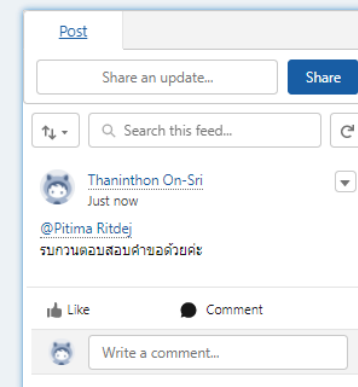 Post
Share an update...
Share
Search this feed...
Thaninthon On-Sri
Just now
@Pitima Ritdej
รบกวนตอบสอบคำขอด้วยค่ะ
Like
Comment
Write a comment...